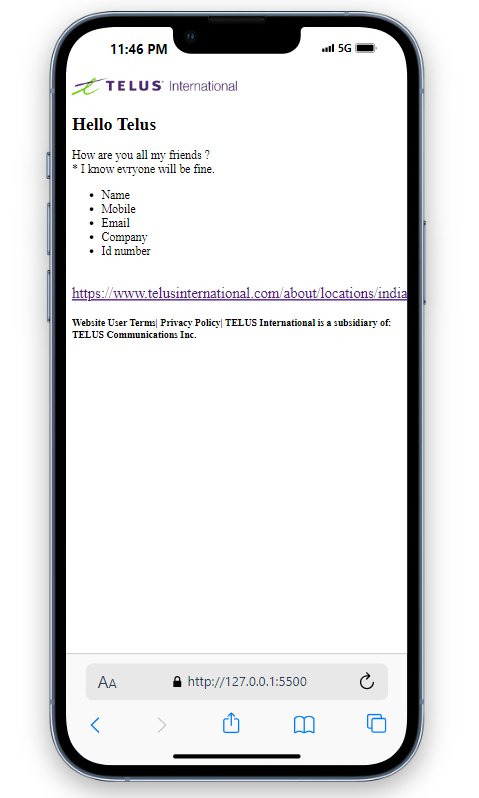 11:46 PM
5G
TELUS International
Hello Telus
How are you all my friends ?
* I know evryone will be fine.
• Name
• Mobile
• Email
• Company
• Id number
https://www.telusinternational.com/about/locations/india
Website User Terms| Privacy Policy| TELUS International is a subsidiary of:
TELUS Communications Inc.
AA
http://127.0.0.1:5500